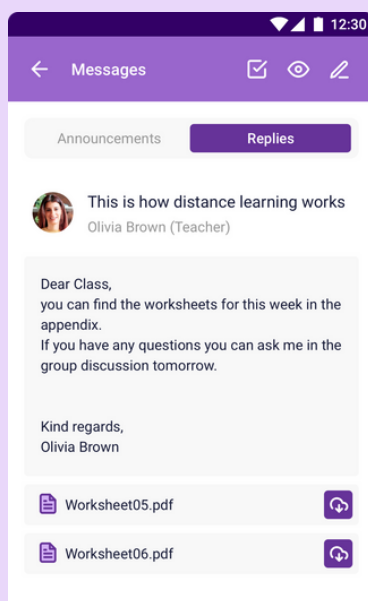 12:30
Messages
Announcements
Replies
This is how distance learning works
Olivia Brown (Teacher)
Dear Class,
you can find the worksheets for this week in the
appendix.
If you have any questions you can ask me in the
group discussion tomorrow.
Kind regards,
Olivia Brown
Worksheet05.pdf
Worksheet06.pdf